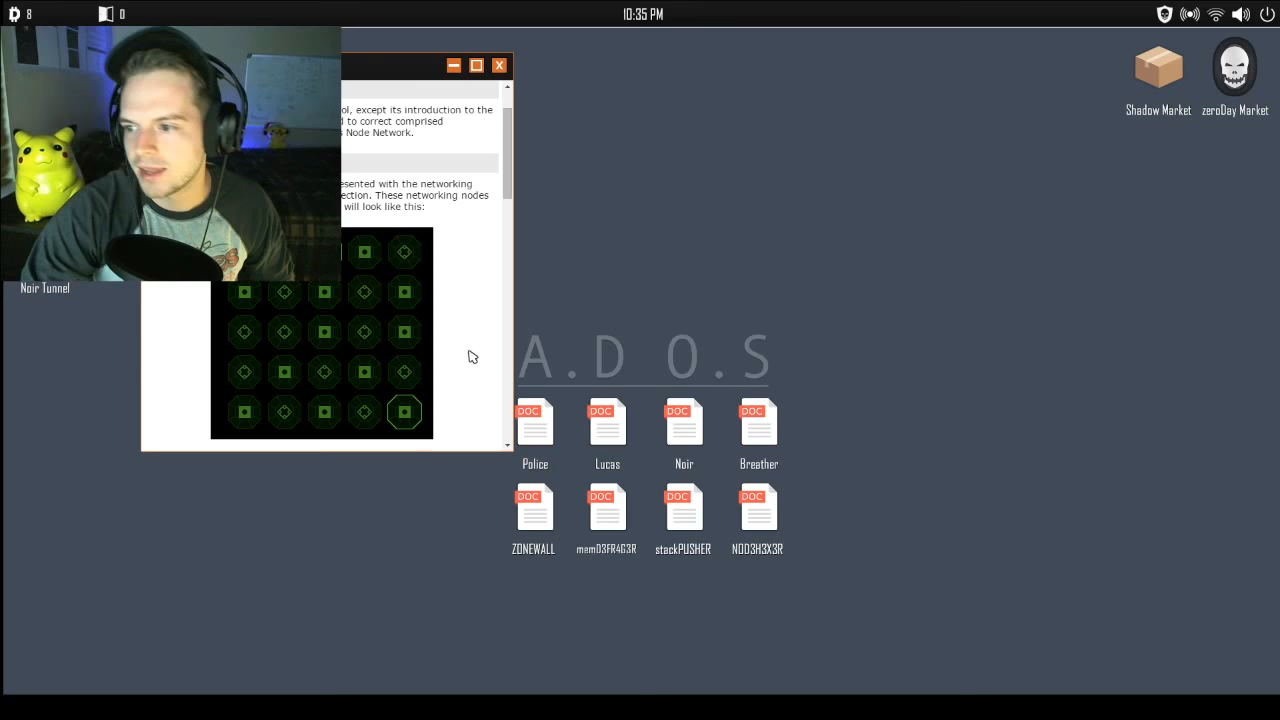 8
0
10:35 PM
Shadow Market
zeroDay Market
ol, except its introduction to the
d to correct comprised
s Node Network.
esented with the networking
ection. These networking nodes
will look like this:
Noir Tunnel
A.D O.S
DOC
DOC
DOC
DOC
Police
Lucas
Noir
Breather
DOC
DOC
DOC
DOC
ZONEWALL
memD3FR4G3R
stackPUSHER
NOD3H3X3R